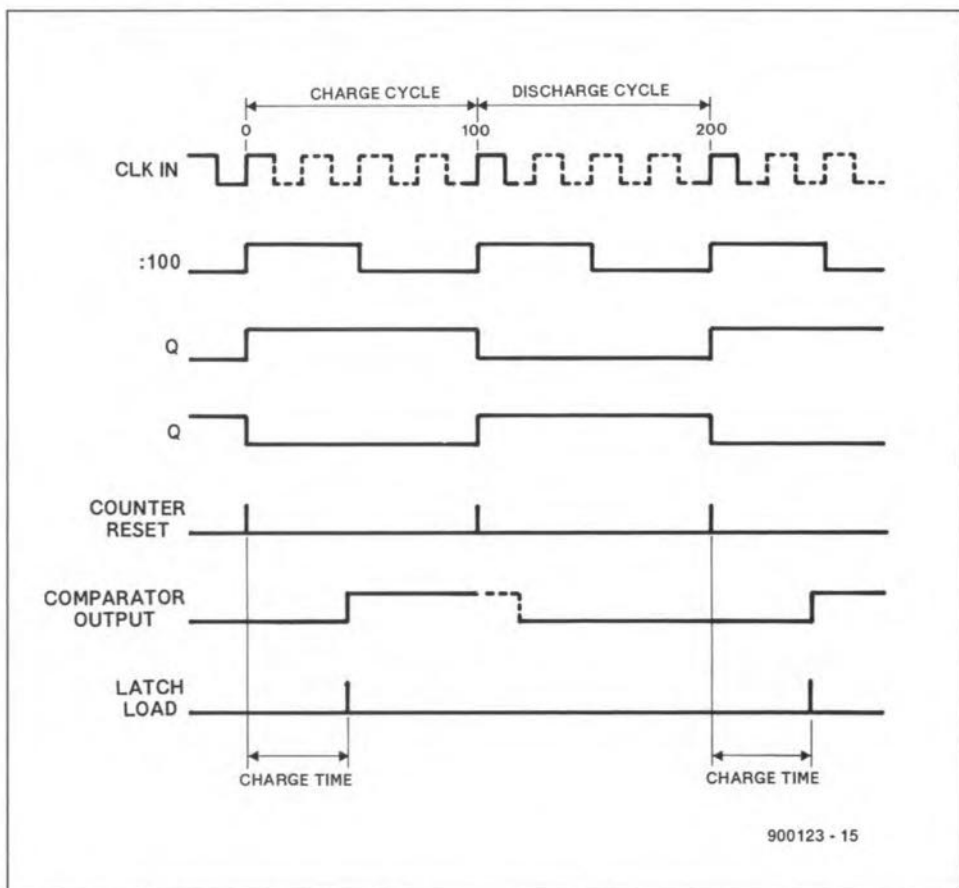 CHARGE CYCLE DISCHARGE CYCLE
0 100 200
CLK IN
:100
Q
Q
COUNTER
RESET
COMPARATOR
OUTPUT
LATCH
LOAD
CHARGE TIME CHARGE TIME
900123 - 15